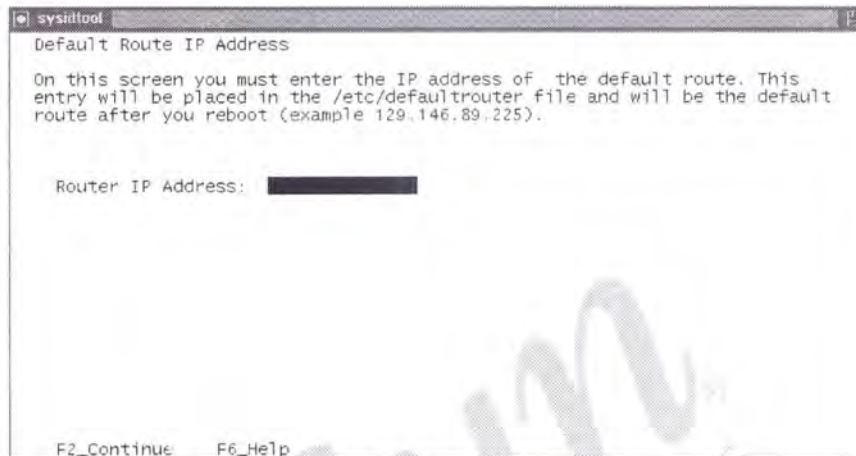 sysidtool
Default Route IP Address
On this screen you must enter the IP address of the default route. This
entry will be placed in the /etc/defaultrouter file and will be the default
route after you reboot (example 129.146.89.225).
Router IP Address:
F2_Continue F6_Help